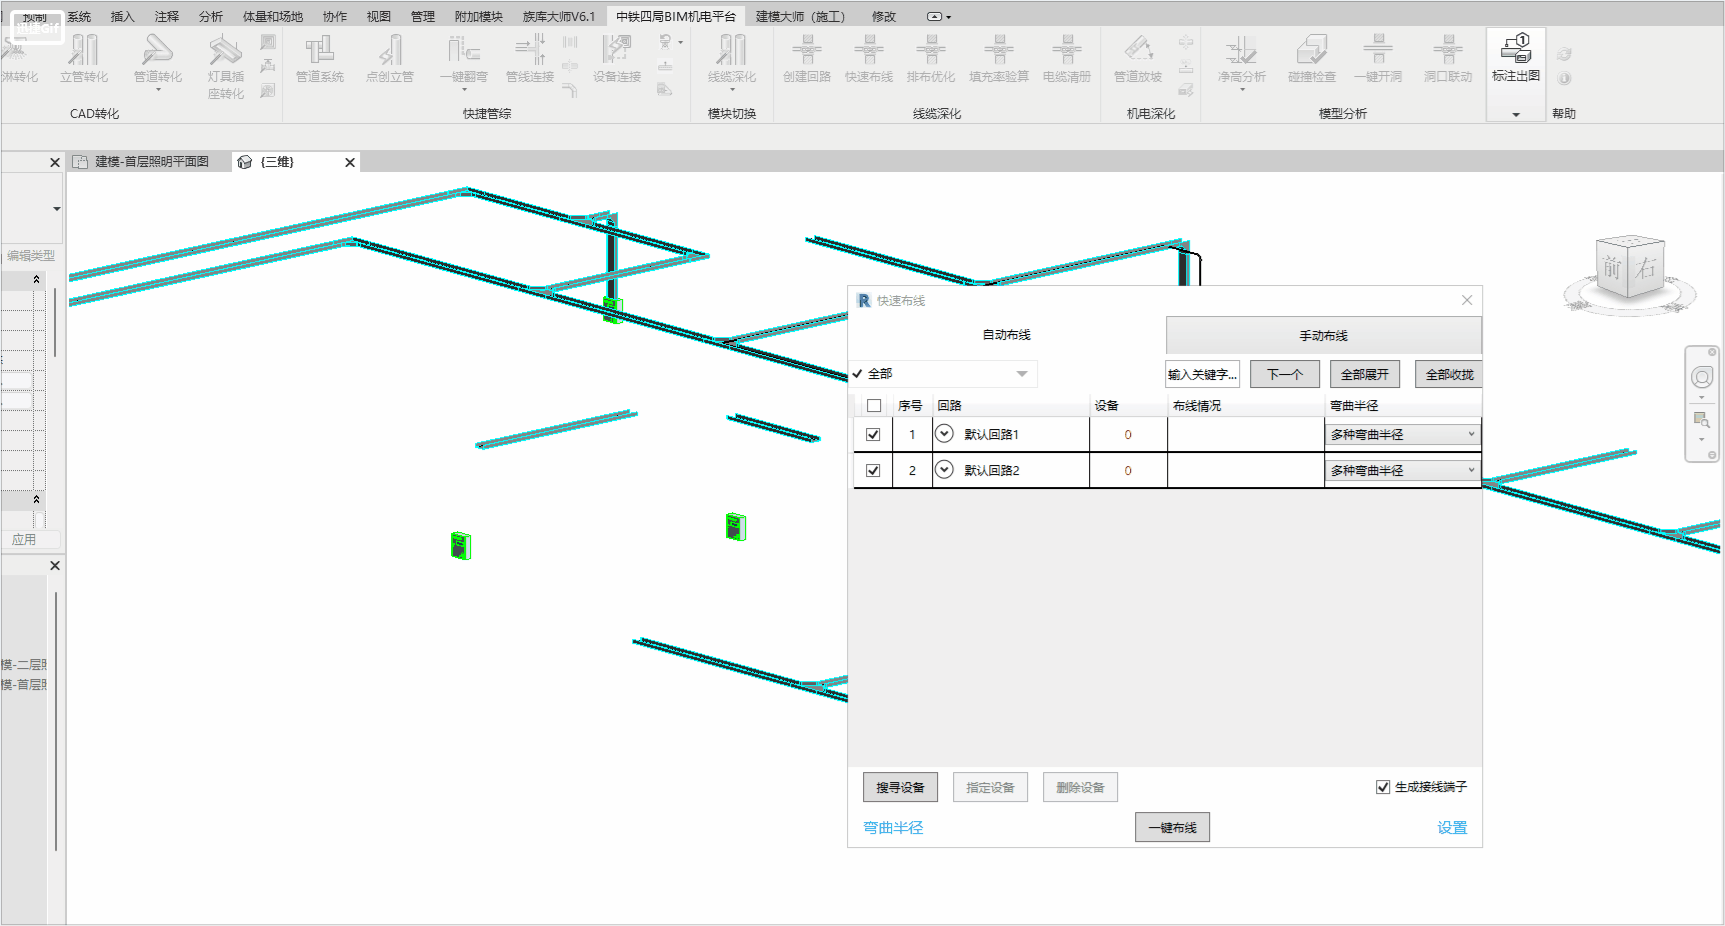 系统 插入 注释 分析 体量和场地 协作 视图 管理 附加模块 族库大师V6.1 中铁四局BIM机电平台 建模大师（施工） 修改
淋转化 立管转化 管道转化 灯具插座转化 管道系统 点创立管 一键翻弯 管线连接 设备连接 线缆深化 创建回路 快速布线 排布优化 填充率验算 电缆清册 管道放坡 净高分析 碰撞检查 一键开洞 洞口联动 标注出图
CAD转化 快捷管综 模块切换 线缆深化 机电深化 模型分析 帮助
建模-首层照明平面图 {三维}
编辑类型
前 右
快速布线
自动布线 手动布线
全部 输入关键字... 下一个 全部展开 全部收拢
序号 回路 设备 布线情况 弯曲半径
1 默认回路1 0 多种弯曲半径
2 默认回路2 0 多种弯曲半径
应用
模-二层照
模-首层照
搜寻设备 指定设备 删除设备 生成接线端子
弯曲半径 一键布线 设置